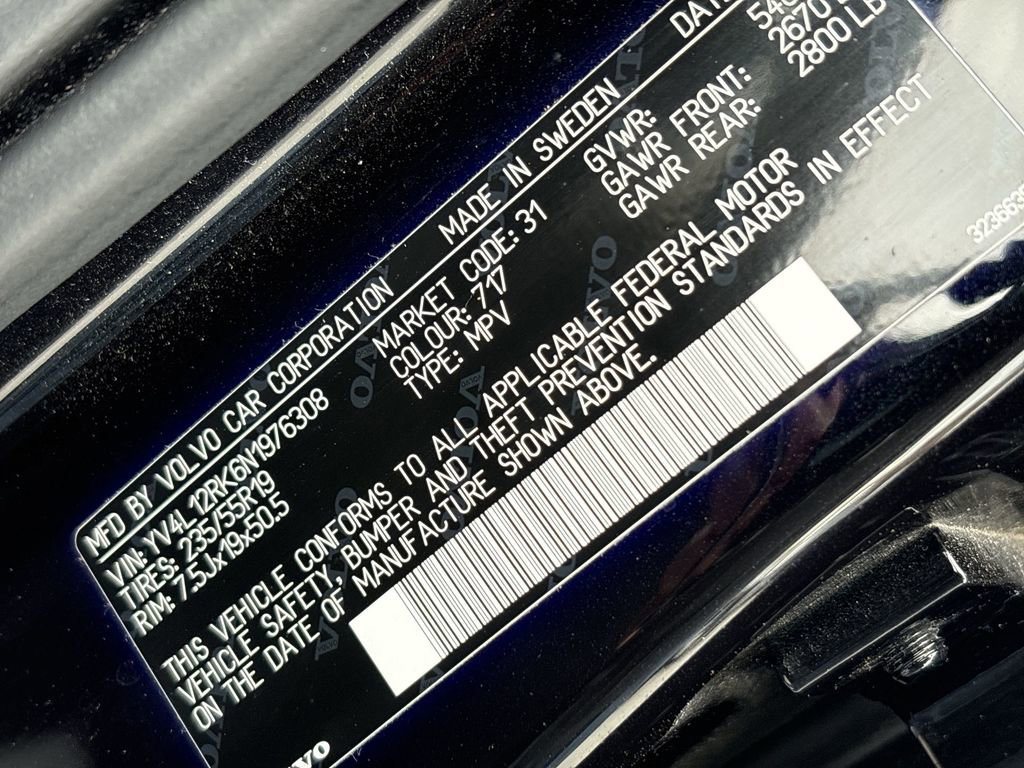 MFD BY VOLVO CAR CORPORATION MADE IN SWEDEN
VIN: YV4L12RK6M1976308 MARKET CODE: 31 GVWR:
TIRES: 235/55R19 COLOUR: 717 GAWR FRONT: 2670
RIM: 7.5Jx19x50.5 TYPE: MPV GAWR REAR: 2800 LB
THIS VEHICLE CONFORMS TO ALL APPLICABLE FEDERAL MOTOR
VEHICLE SAFETY, BUMPER AND THEFT PREVENTION STANDARDS IN EFFECT
ON THE DATE OF MANUFACTURE SHOWN ABOVE.